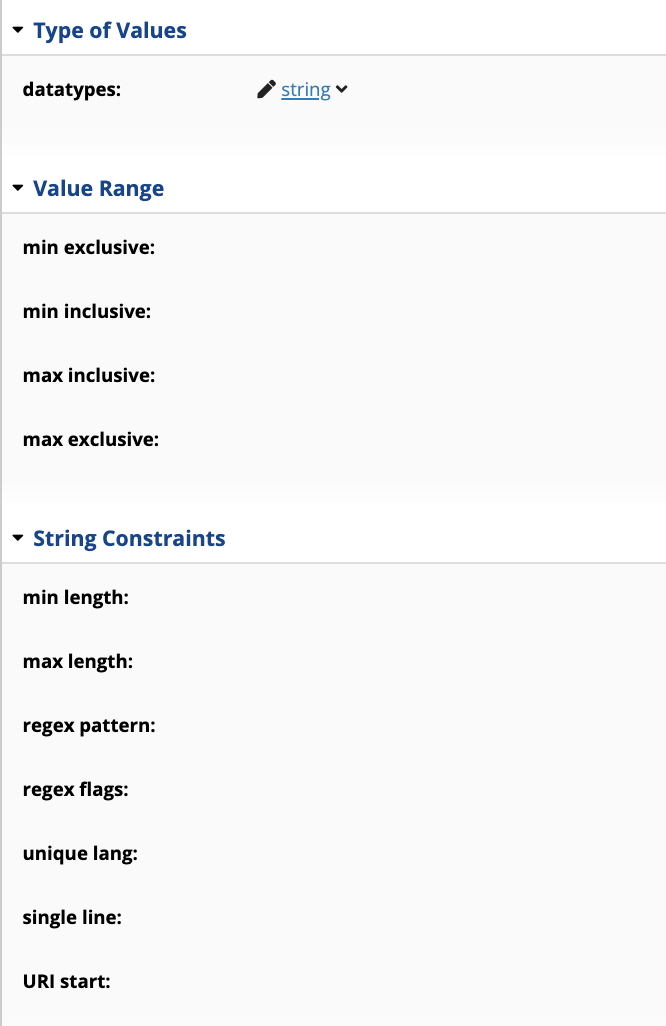 Type of Values
datatypes: string
Value Range
min exclusive:
min inclusive:
max inclusive:
max exclusive:
String Constraints
min length:
max length:
regex pattern:
regex flags:
unique lang:
single line:
URI start: